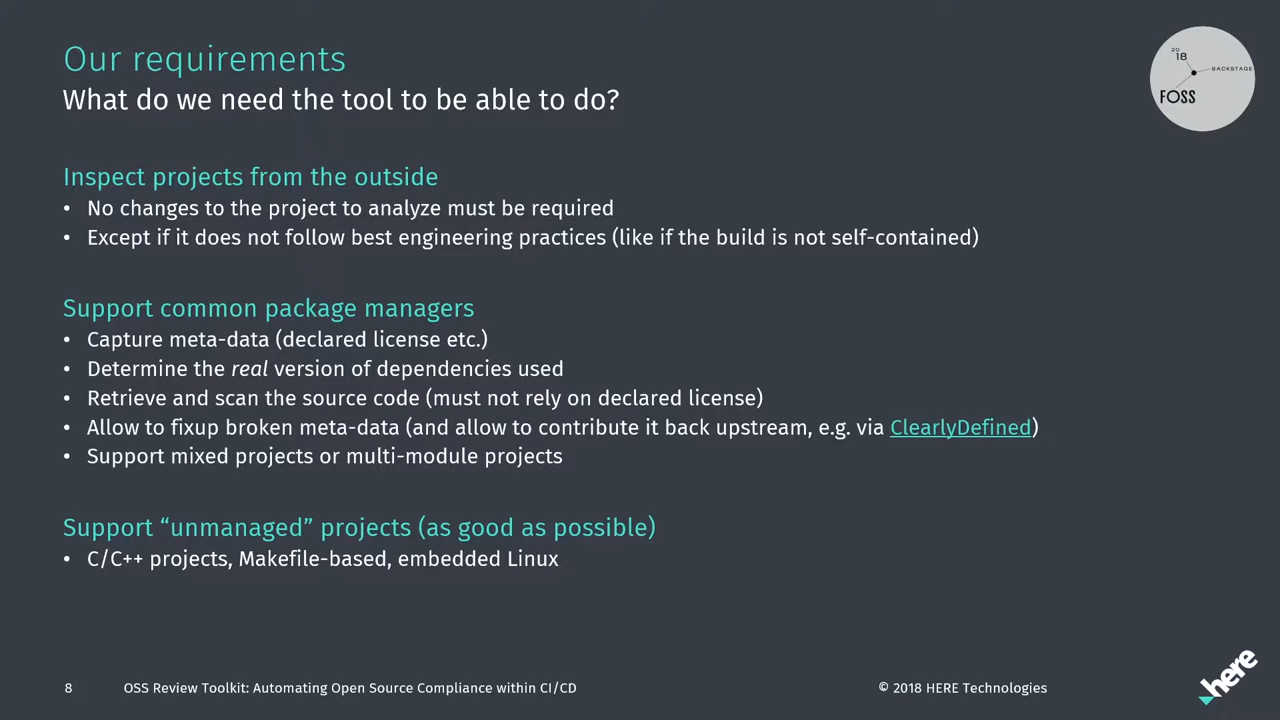 Our requirements
What do we need the tool to be able to do?
20
18
BACKSTAGE
FOSS
Inspect projects from the outside
• No changes to the project to analyze must be required
• Except if it does not follow best engineering practices (like if the build is not self-contained)
Support common package managers
• Capture meta-data (declared license etc.)
• Determine the real version of dependencies used
• Retrieve and scan the source code (must not rely on declared license)
• Allow to fixup broken meta-data (and allow to contribute it back upstream, e.g. via ClearlyDefined)
• Support mixed projects or multi-module projects
Support “unmanaged” projects (as good as possible)
• C/C++ projects, Makefile-based, embedded Linux
8 OSS Review Toolkit: Automating Open Source Compliance within CI/CD © 2018 HERE Technologies
here